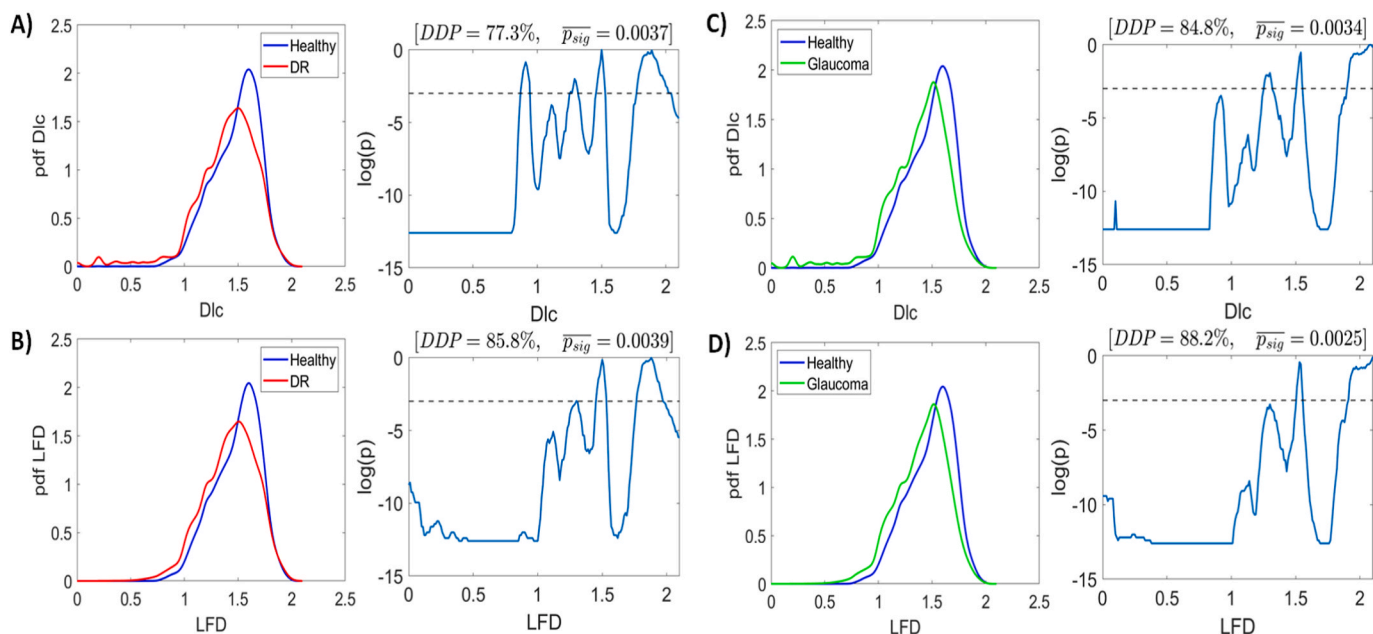 A)
Healthy
DR
2.5
2
1.5
1
0.5
0
pdf Dlc
0 0.5 1 1.5 2 2.5
Dlc
[DDP = 77.3%, p_sig = 0.0037]
0
-5
-10
-15
log(p)
0 0.5 1 1.5 2
Dlc
C)
Healthy
Glaucoma
2.5
2
1.5
1
0.5
0
pdf Dlc
0 0.5 1 1.5 2 2.5
Dlc
[DDP = 84.8%, p_sig = 0.0034]
0
-5
-10
-15
log(p)
0 0.5 1 1.5 2
Dlc
B)
Healthy
DR
2.5
2
1.5
1
0.5
0
pdf LFD
0 0.5 1 1.5 2 2.5
LFD
[DDP = 85.8%, p_sig = 0.0039]
0
-5
-10
-15
log(p)
0 0.5 1 1.5 2
LFD
D)
Healthy
Glaucoma
2.5
2
1.5
1
0.5
0
pdf LFD
0 0.5 1 1.5 2 2.5
LFD
[DDP = 88.2%, p_sig = 0.0025]
0
-5
-10
-15
log(p)
0 0.5 1 1.5 2
LFD